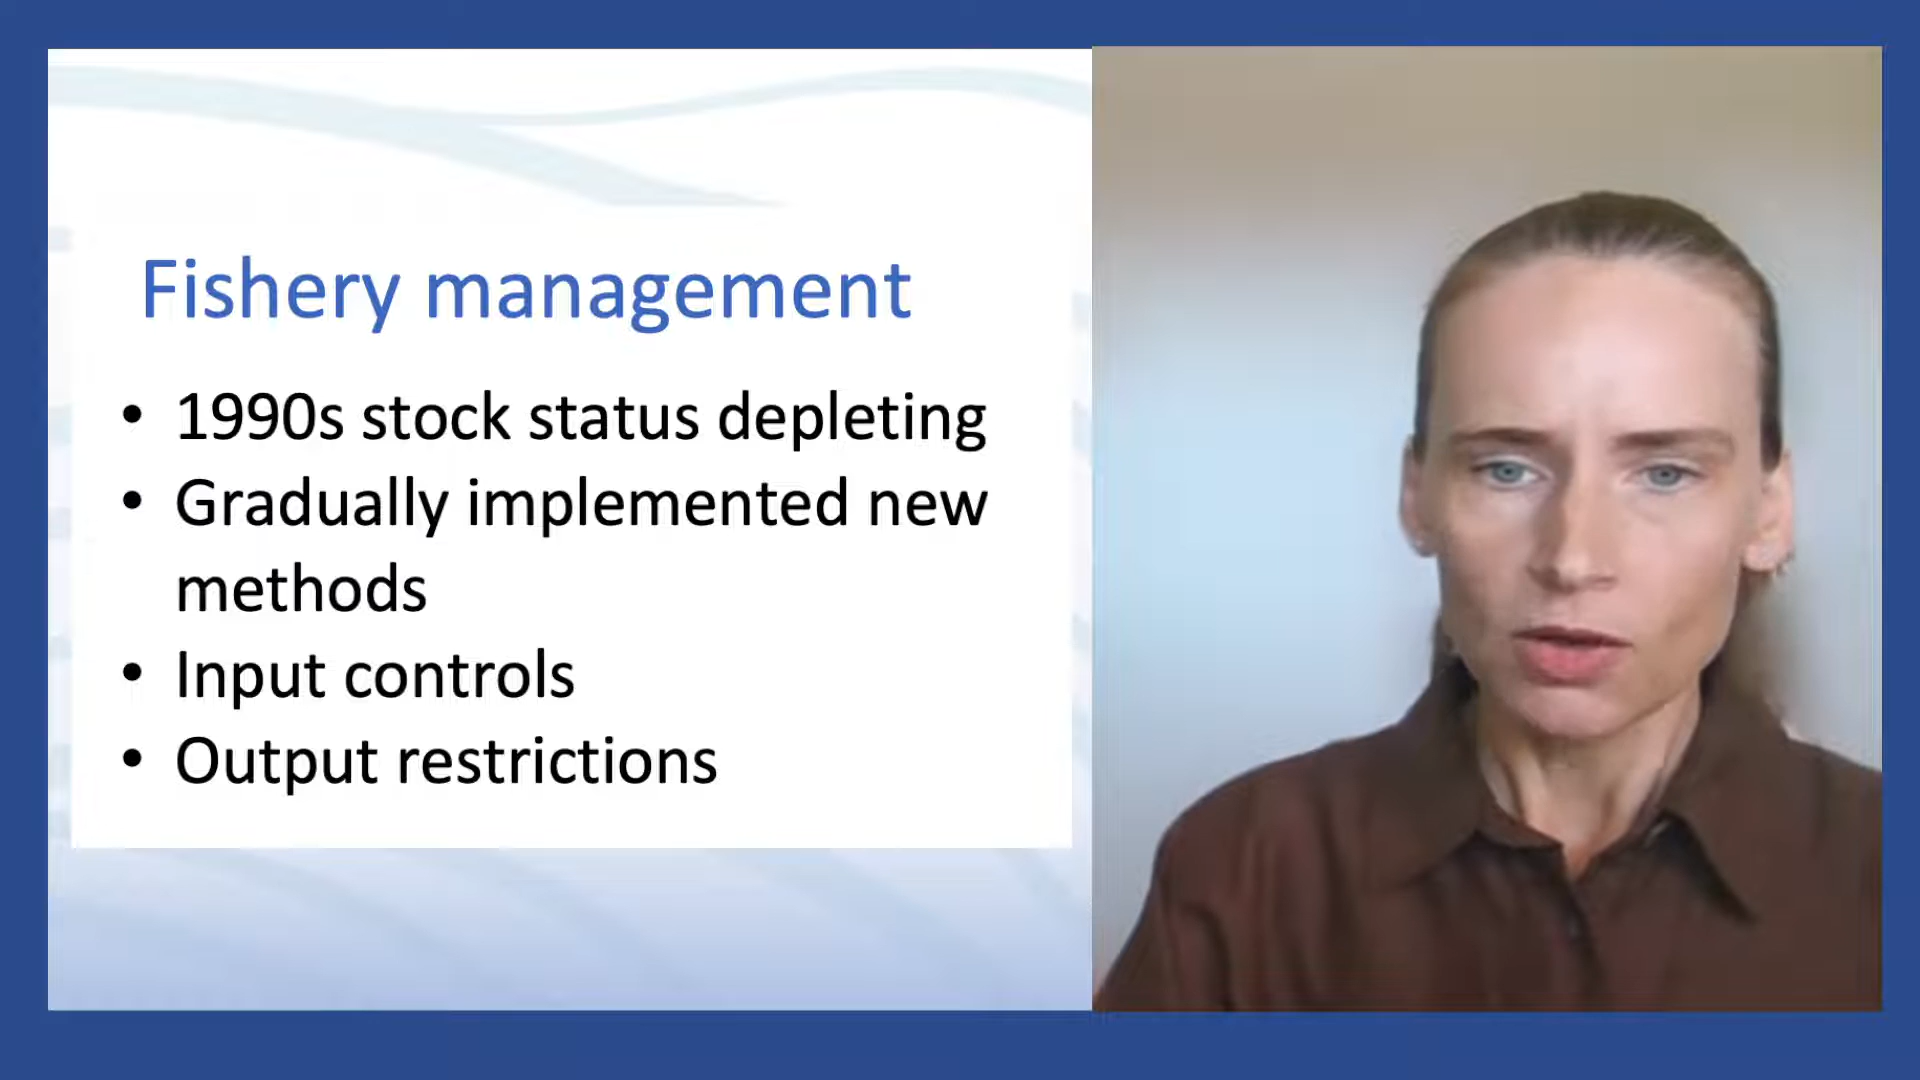 Fishery management
• 1990s stock status depleting
• Gradually implemented new
methods
• Input controls
• Output restrictions